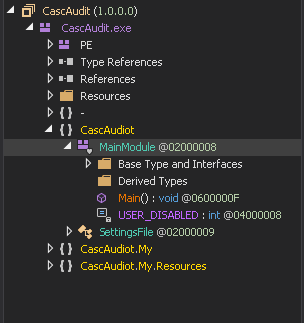 CascAudit (1.0.0.0)
CascAudit.exe
PE
Type References
References
Resources
-
CascAudiot
MainModule @02000008
Base Type and Interfaces
Derived Types
Main() : void @0600000F
USER_DISABLED : int @04000008
SettingsFile @02000009
CascAudiot.My
CascAudiot.My.Resources